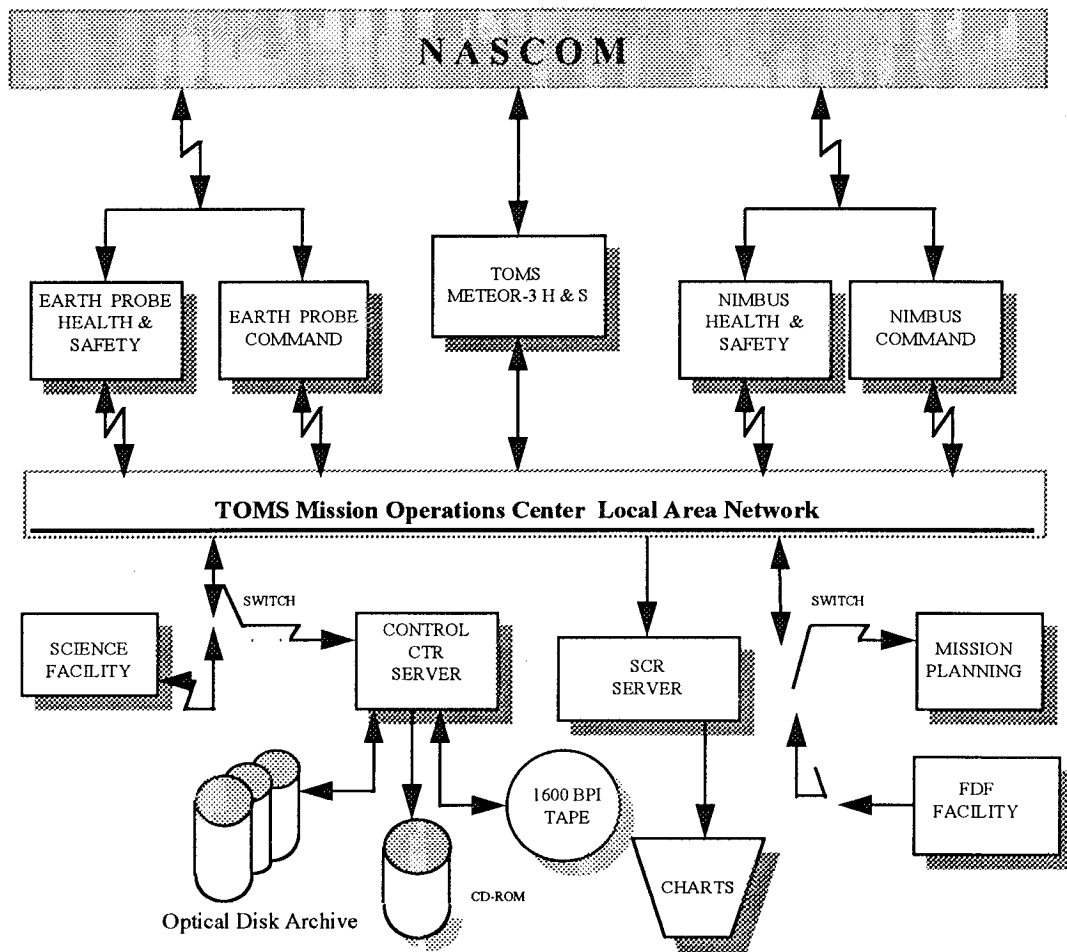 NASCOM
EARTH PROBE
HEALTH &
SAFETY
EARTH PROBE
COMMAND
TOMS
METEOR-3 H & S
NIMBUS
HEALTH &
SAFETY
NIMBUS
COMMAND
TOMS Mission Operations Center Local Area Network
SCIENCE
FACILITY
SWITCH
CONTROL
CTR
SERVER
SCR
SERVER
SWITCH
MISSION
PLANNING
Optical Disk Archive
CD-ROM
1600 BPI
TAPE
CHARTS
FDF
FACILITY